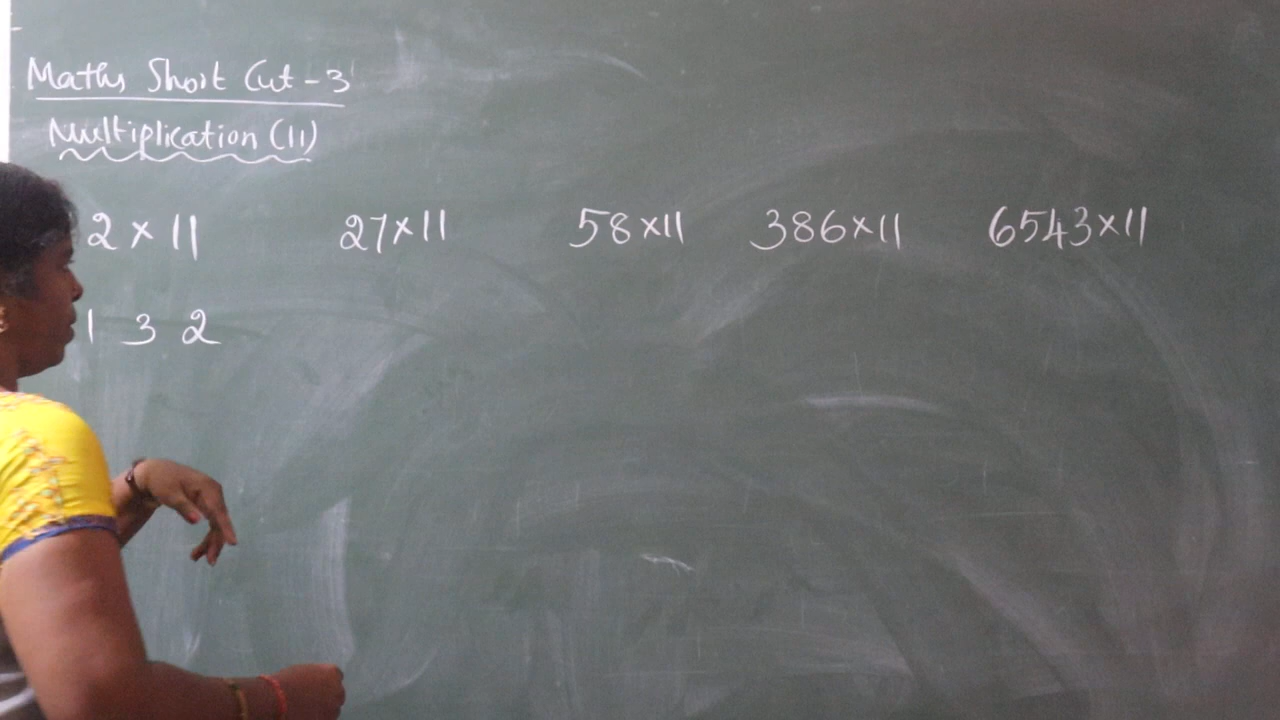 Maths Short Cut - 3
Multiplication (11)
2 × 11 27×11 58×11 386×11 6543×11
1 3 2